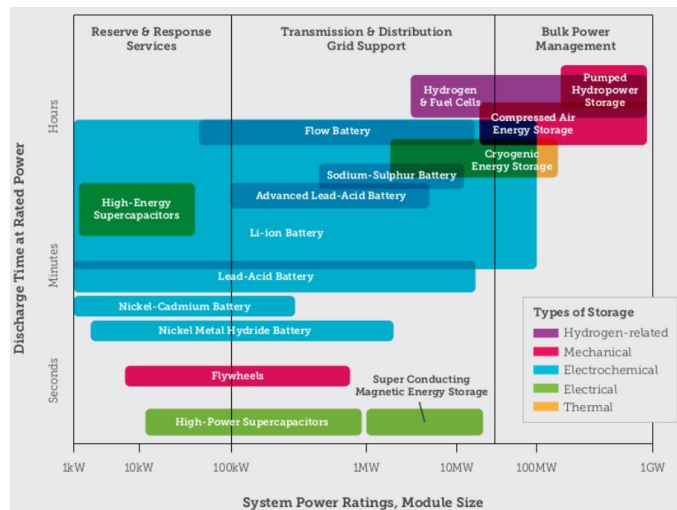 Reserve & Response
Services
Transmission & Distribution
Grid Support
Bulk Power
Management
Discharge Time at Rated Power
Hours
Minutes
Seconds
Hydrogen
& Fuel Cells
Pumped
Hydropower
Storage
Compressed Air
Energy Storage
Flow Battery
Cryogenic
Energy Storage
Sodium-Sulphur Battery
Advanced Lead-Acid Battery
High-Energy
Supercapacitors
Li-ion Battery
Lead-Acid Battery
Nickel-Cadmium Battery
Nickel Metal Hydride Battery
Flywheels
Super Conducting
Magnetic Energy Storage
High-Power Supercapacitors
Types of Storage
Hydrogen-related
Mechanical
Electrochemical
Electrical
Thermal
1kW 10kW 100kW 1MW 10MW 100MW 1GW
System Power Ratings, Module Size